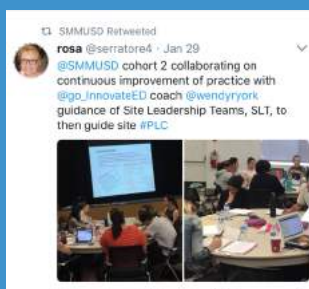 SMMUSD Retweeted
rosa @serratore4 · Jan 29
@SMMUSD cohort 2 collaborating on
continuous improvement of practice with
@go_InnovateED coach @wendyryork
guidance of Site Leadership Teams, SLT, to
then guide site #PLC